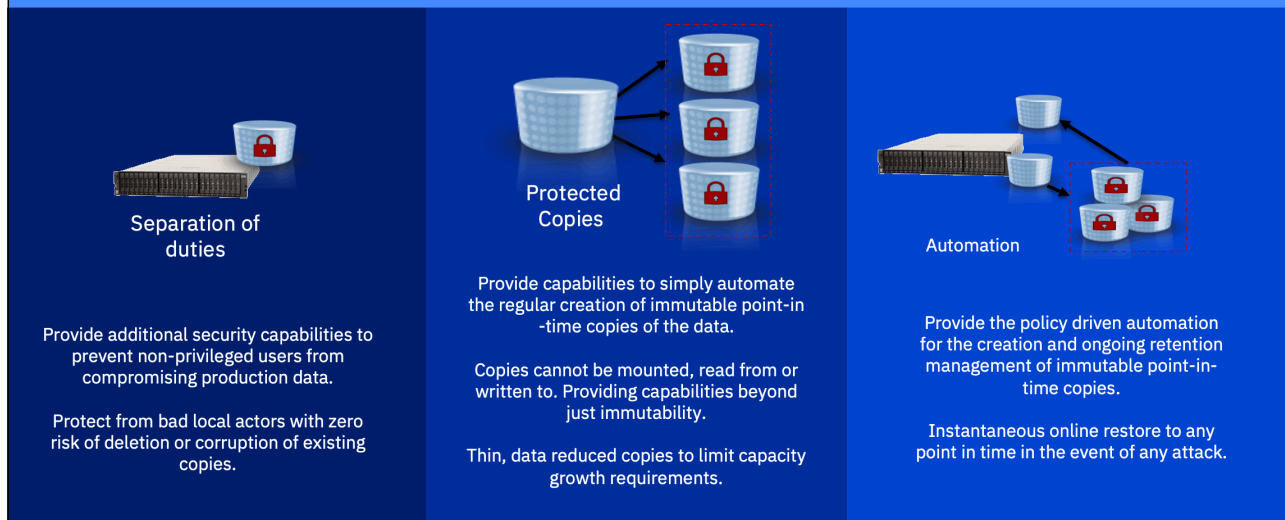 Separation of
duties
Provide additional security capabilities to
prevent non-privileged users from
compromising production data.
Protect from bad local actors with zero
risk of deletion or corruption of existing
copies.
Protected
Copies
Provide capabilities to simply automate
the regular creation of immutable point-in
-time copies of the data.
Copies cannot be mounted, read from or
written to. Providing capabilities beyond
just immutability.
Thin, data reduced copies to limit capacity
growth requirements.
Automation
Provide the policy driven automation
for the creation and ongoing retention
management of immutable point-in-
time copies.
Instantaneous online restore to any
point in time in the event of any attack.